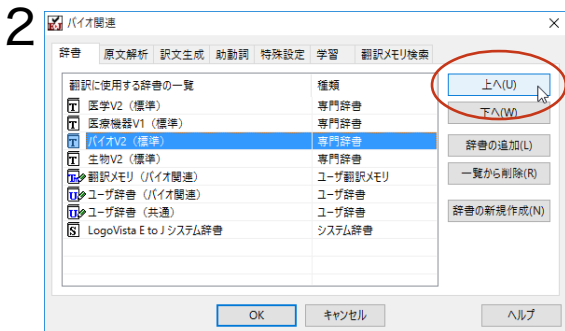 2
バイオ関連
辞書 原文解析 訳文生成 助動詞 特殊設定 学習 翻訳メモリ検索
翻訳に使用する辞書の一覧 種類
医学V2（標準） 専門辞書
医療機器V1（標準） 専門辞書
バイオV2（標準） 専門辞書
生物V2（標準） 専門辞書
翻訳メモリ（バイオ関連） ユーザ翻訳メモリ
ユーザ辞書（バイオ関連） ユーザ辞書
ユーザ辞書（共通） ユーザ辞書
LogoVista E to J システム辞書 システム辞書
上へ(U)
下へ(W)
辞書の追加(L)
一覧から削除(R)
辞書の新規作成(N)
OK キャンセル ヘルプ